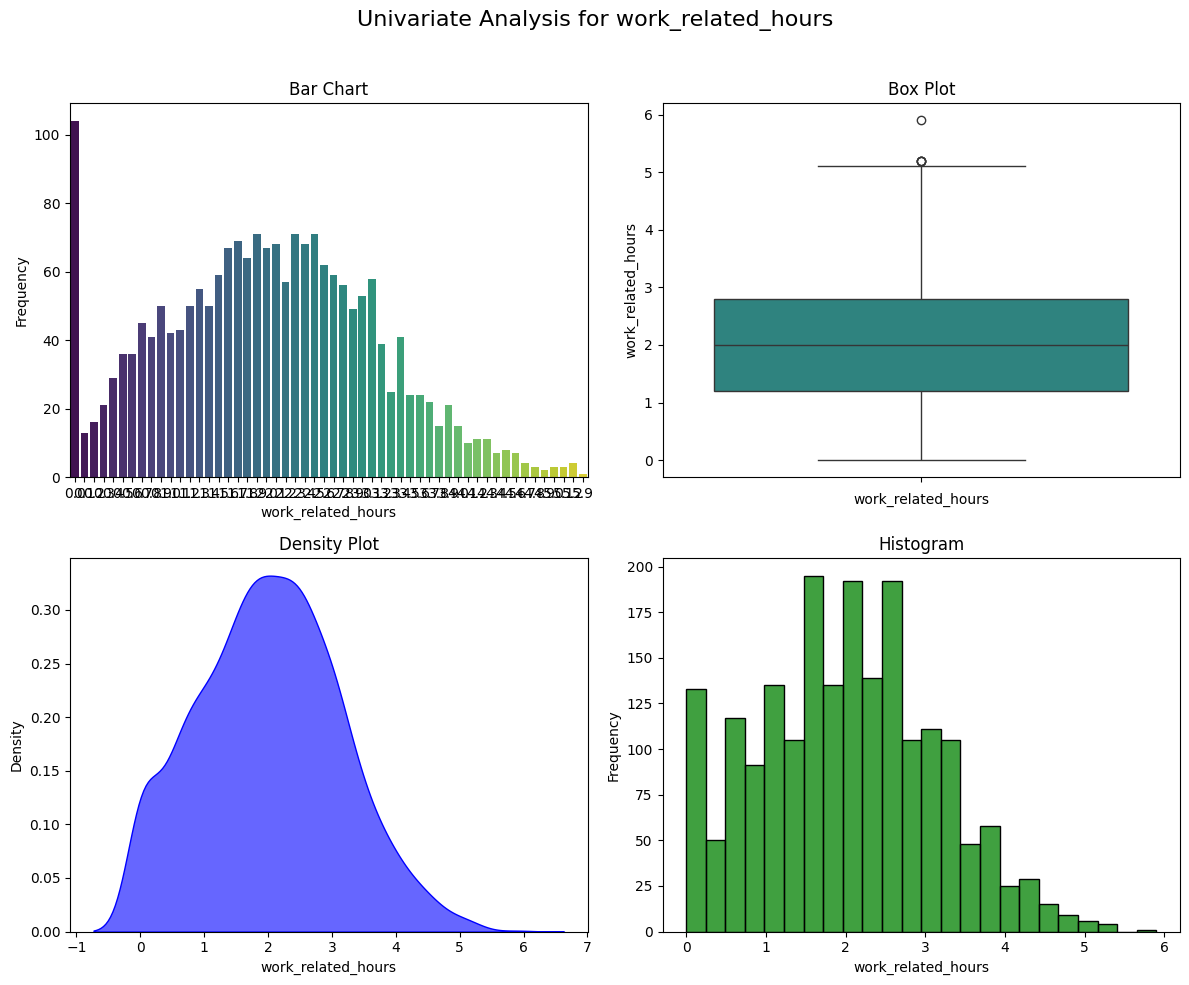 Univariate Analysis for work_related_hours
Bar Chart
Frequency
100
80
60
40
20
0
work_related_hours
Box Plot
work_related_hours
6
5
4
3
2
1
0
work_related_hours
Density Plot
Density
0.30
0.25
0.20
0.15
0.10
0.05
0.00
−1 0 1 2 3 4 5 6 7
work_related_hours
Histogram
Frequency
200
175
150
125
100
75
50
25
0
0 1 2 3 4 5 6
work_related_hours